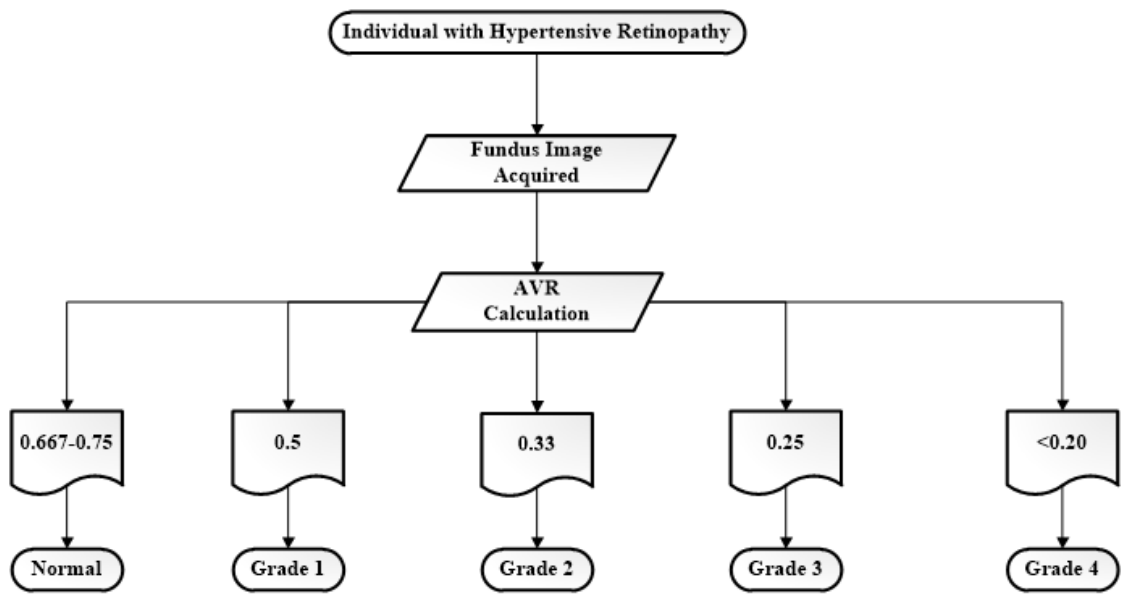 Individual with Hypertensive Retinopathy
Fundus Image
Acquired
AVR
Calculation
0.667-0.75
0.5
0.33
0.25
<0.20
Normal
Grade 1
Grade 2
Grade 3
Grade 4